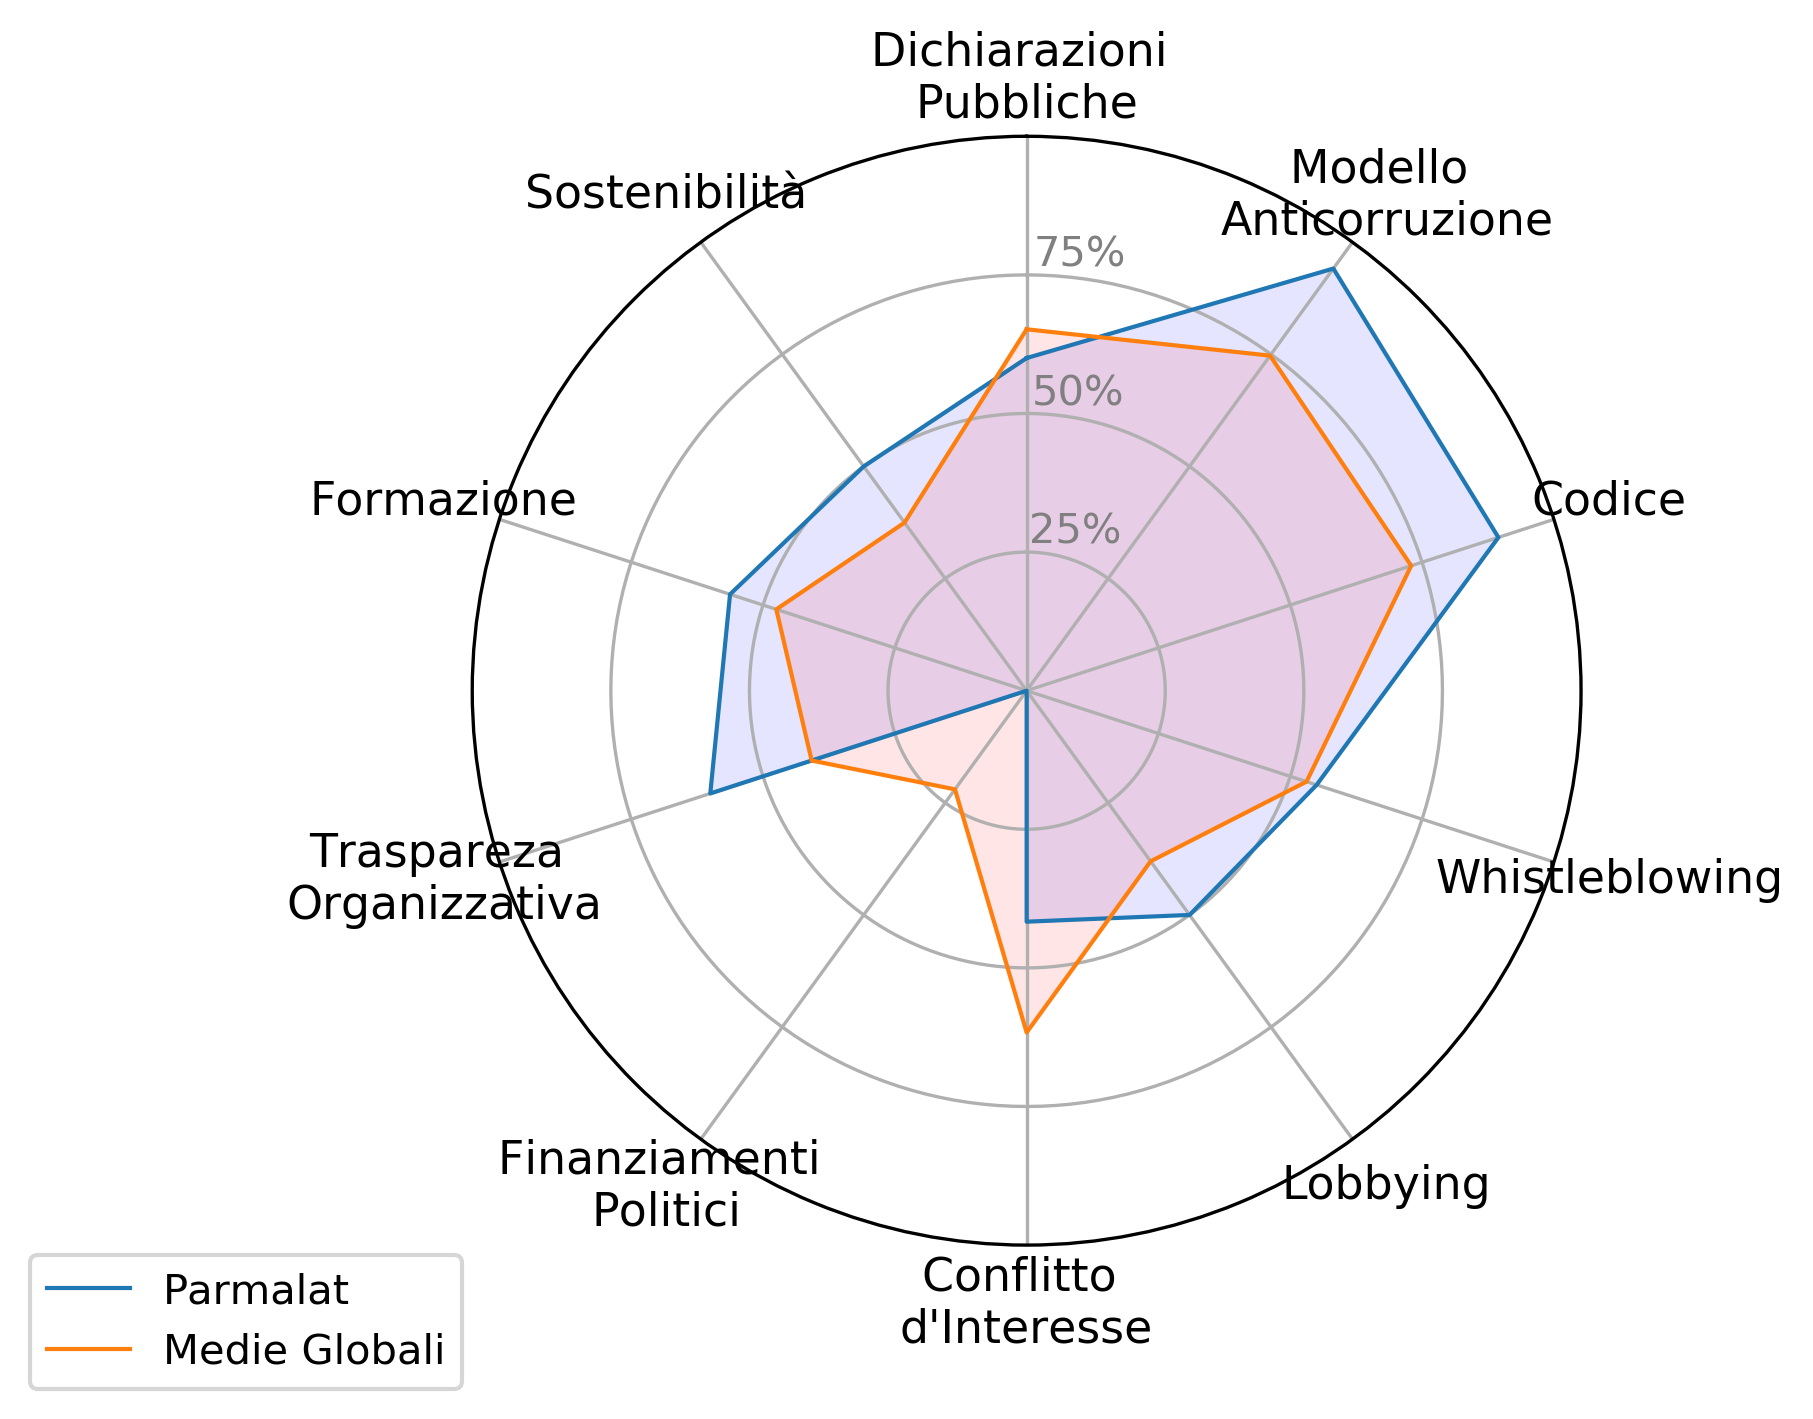 Dichiarazioni
Pubbliche
Modello
Anticorruzione
Sostenibilità
75%
50%
25%
Formazione
Codice
Traspareza
Organizzativa
Whistleblowing
Finanziamenti
Politici
Lobbying
Conflitto
d'Interesse
Parmalat
Medie Globali